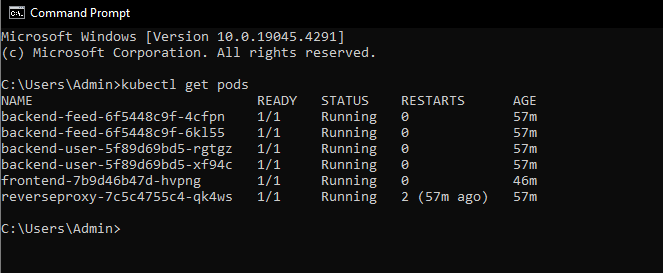 Command Prompt
Microsoft Windows [Version 10.0.19045.4291]
(c) Microsoft Corporation. All rights reserved.
C:\Users\Admin>kubectl get pods
NAME READY STATUS RESTARTS AGE
backend-feed-6f5448c9f-4cfpn 1/1 Running 0 57m
backend-feed-6f5448c9f-6kl55 1/1 Running 0 57m
backend-user-5f89d69bd5-rgtgz 1/1 Running 0 57m
backend-user-5f89d69bd5-xf94c 1/1 Running 0 57m
frontend-7b9d46b47d-hvpng 1/1 Running 0 46m
reverseproxy-7c5c4755c4-qk4ws 1/1 Running 2 (57m ago) 57m
C:\Users\Admin>